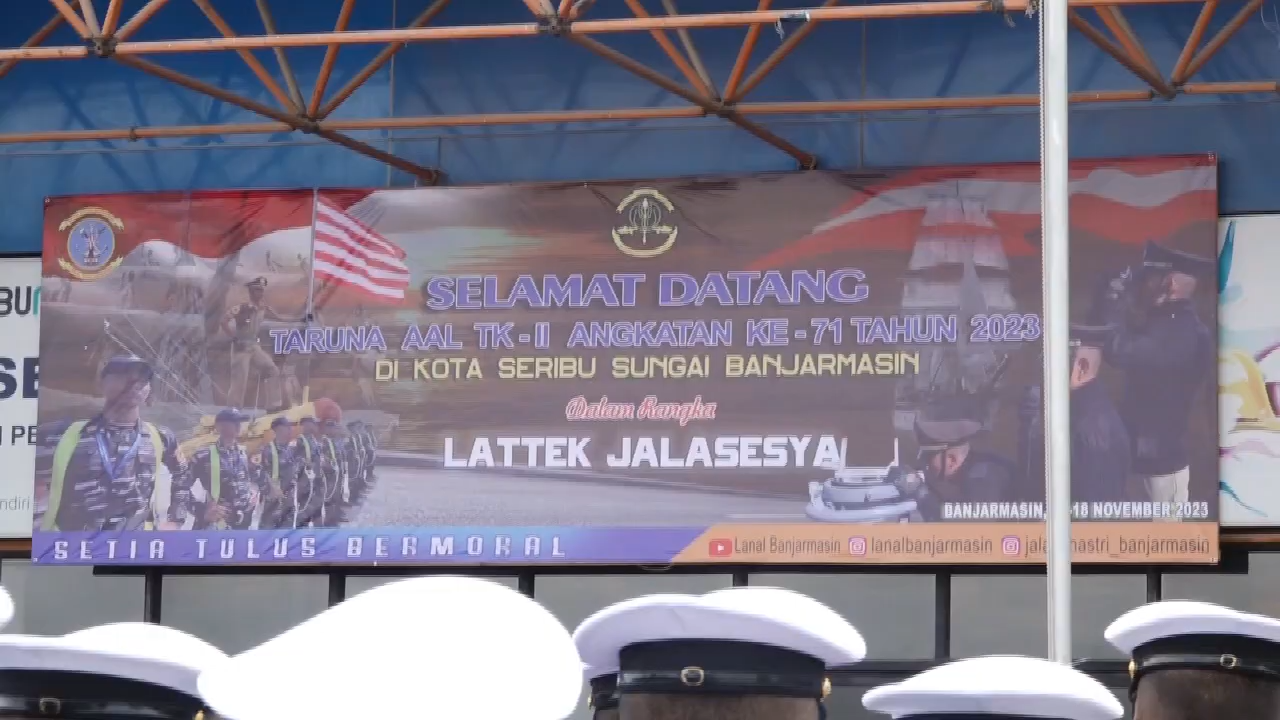 SELAMAT DATANG
TARUNA AAL TK-II ANGKATAN KE-71 TAHUN 2023
DI KOTA SERIBU SUNGAI BANJARMASIN
Dalam Rangka
LATTEK JALASESYA
BANJARMASIN, 18 NOVEMBER 2023
SETIA TULUS BERMORAL
Lanal Banjarmasin lanalbanjarmasin _banjarmasin